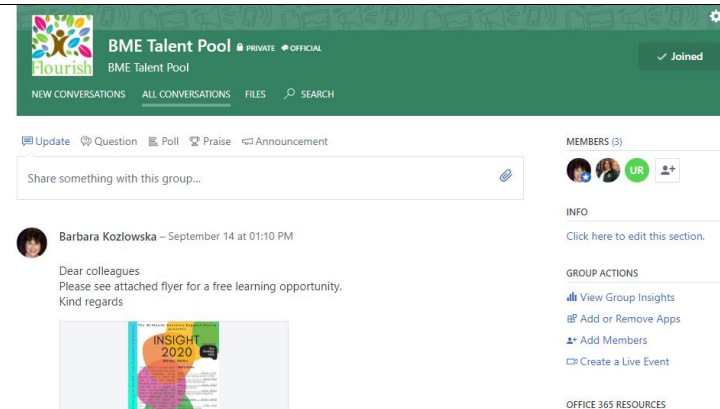 Flourish
BME Talent Pool PRIVATE OFFICIAL
BME Talent Pool
Joined
NEW CONVERSATIONS ALL CONVERSATIONS FILES SEARCH
Update Question Poll Praise Announcement
Share something with this group...
Barbara Kozlowska – September 14 at 01:10 PM
Dear colleagues
Please see attached flyer for a free learning opportunity.
Kind regards
INSIGHT
2020
MEMBERS (3)
UR
INFO
Click here to edit this section.
GROUP ACTIONS
View Group Insights
Add or Remove Apps
Add Members
Create a Live Event
OFFICE 365 RESOURCES